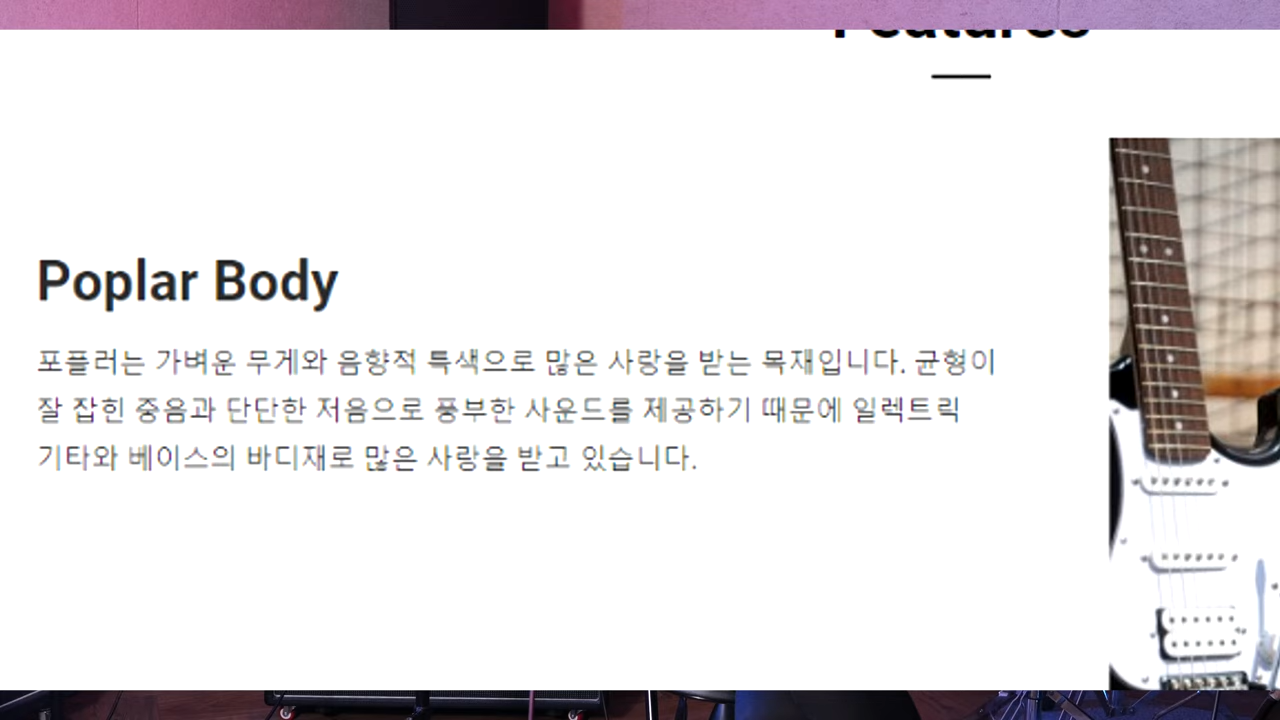 Features
Poplar Body
포플러는 가벼운 무게와 음향적 특색으로 많은 사랑을 받는 목재입니다. 균형이
잘 잡힌 중음과 단단한 저음으로 풍부한 사운드를 제공하기 때문에 일렉트릭
기타와 베이스의 바디재로 많은 사랑을 받고 있습니다.